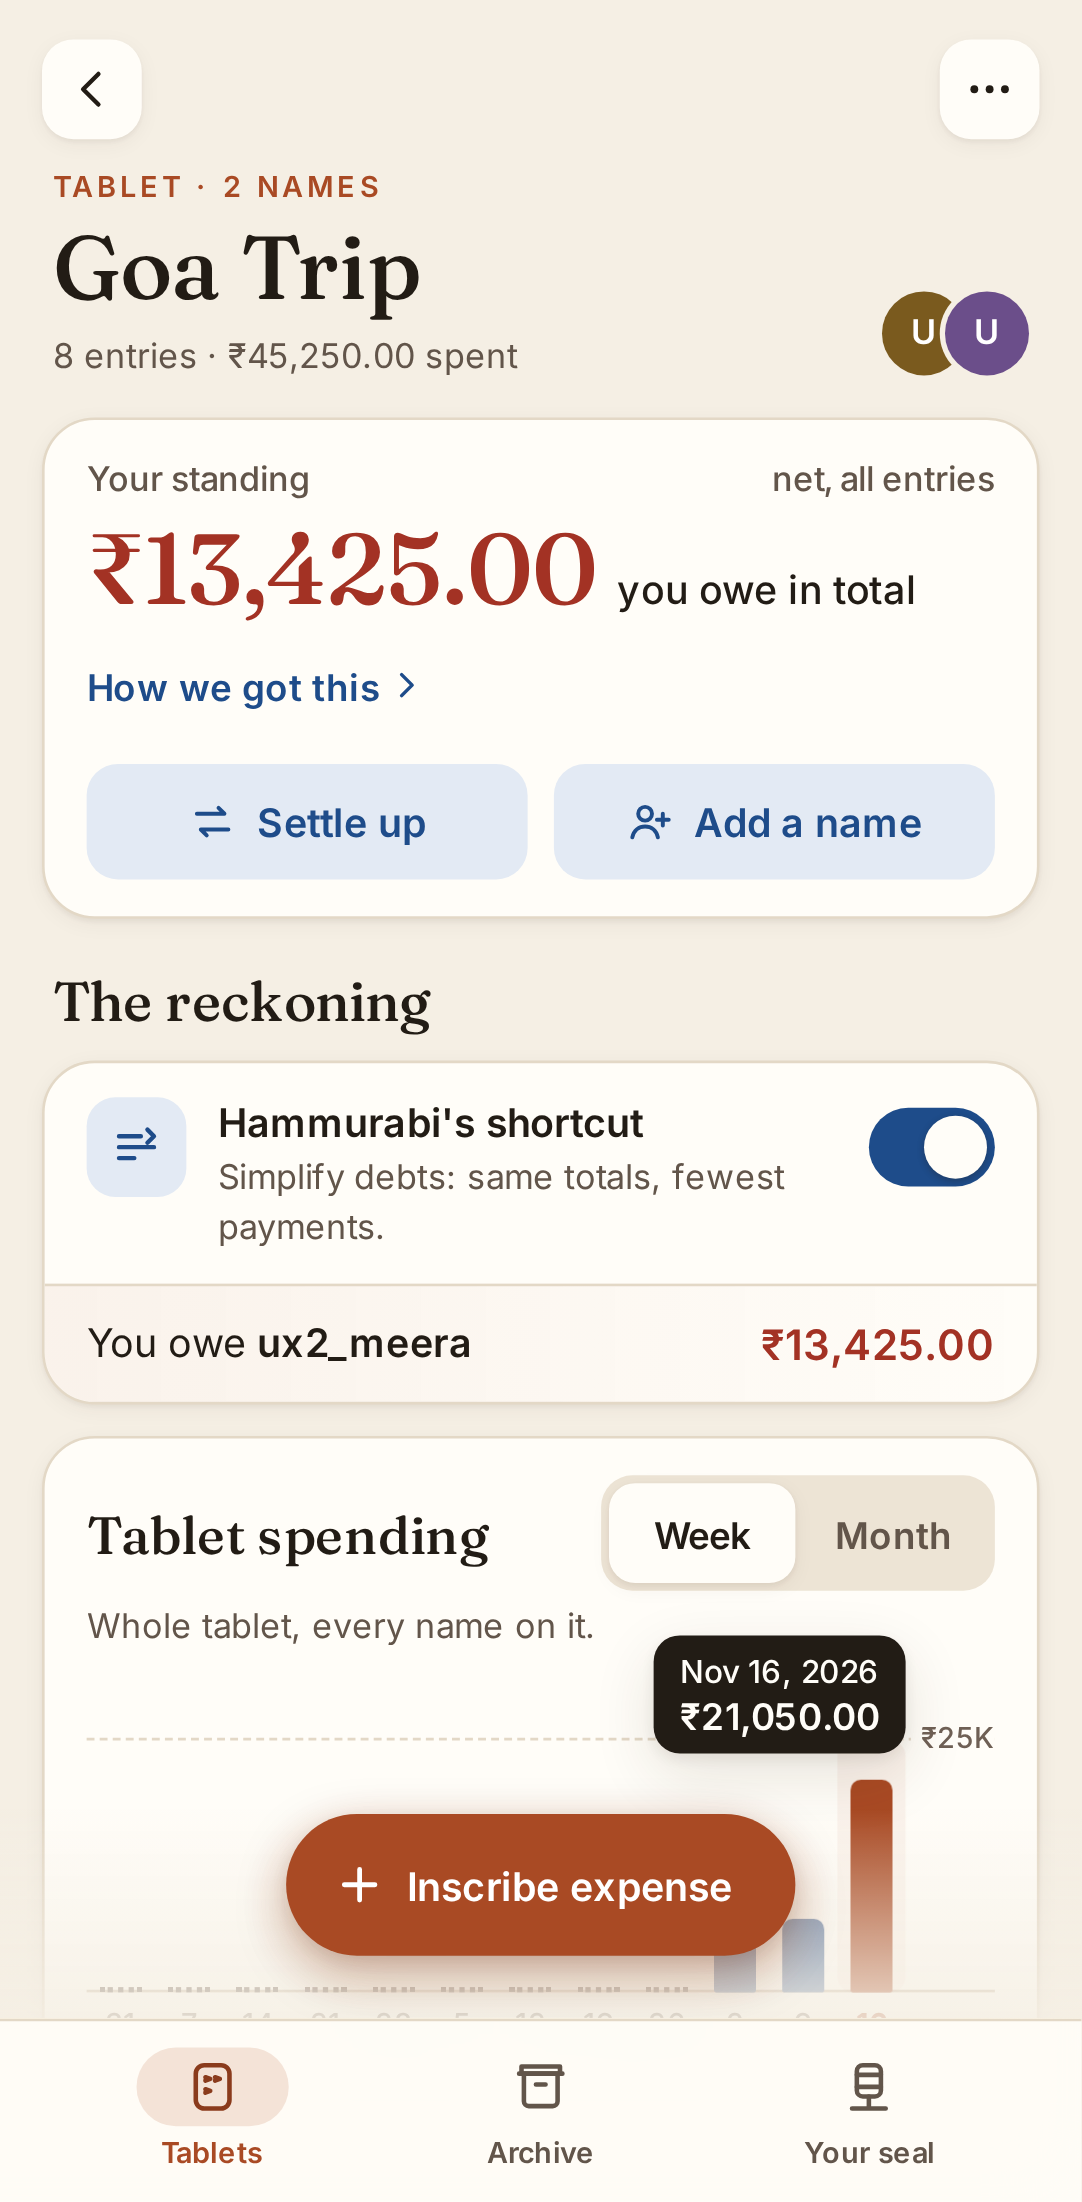 TABLET · 2 NAMES
Goa Trip
8 entries · ₹45,250.00 spent
U U
Your standing net, all entries
₹13,425.00 you owe in total
How we got this
Settle up Add a name
The reckoning
Hammurabi's shortcut
Simplify debts: same totals, fewest
payments.
You owe ux2_meera ₹13,425.00
Tablet spending Week Month
Whole tablet, every name on it.
Nov 16, 2026
₹21,050.00
₹25K
Inscribe expense
Tablets Archive Your seal